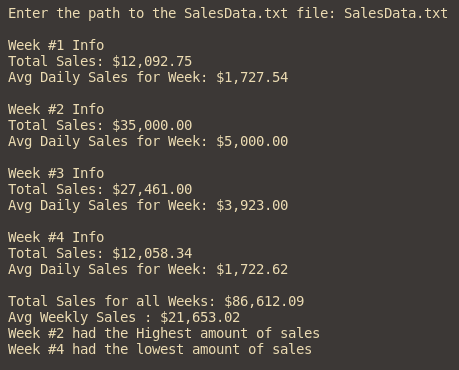 Enter the path to the SalesData.txt file: SalesData.txt
Week #1 Info
Total Sales: $12,092.75
Avg Daily Sales for Week: $1,727.54
Week #2 Info
Total Sales: $35,000.00
Avg Daily Sales for Week: $5,000.00
Week #3 Info
Total Sales: $27,461.00
Avg Daily Sales for Week: $3,923.00
Week #4 Info
Total Sales: $12,058.34
Avg Daily Sales for Week: $1,722.62
Total Sales for all Weeks: $86,612.09
Avg Weekly Sales : $21,653.02
Week #2 had the Highest amount of sales
Week #4 had the lowest amount of sales